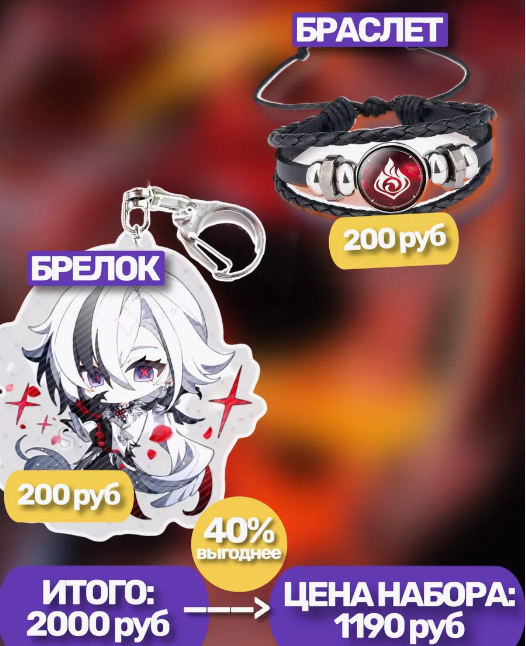 БРАСЛЕТ
200 руб
БРЕЛОК
200 руб
40%
выгоднее
ИТОГО:
2000 руб
--->
ЦЕНА НАБОРА:
1190 руб